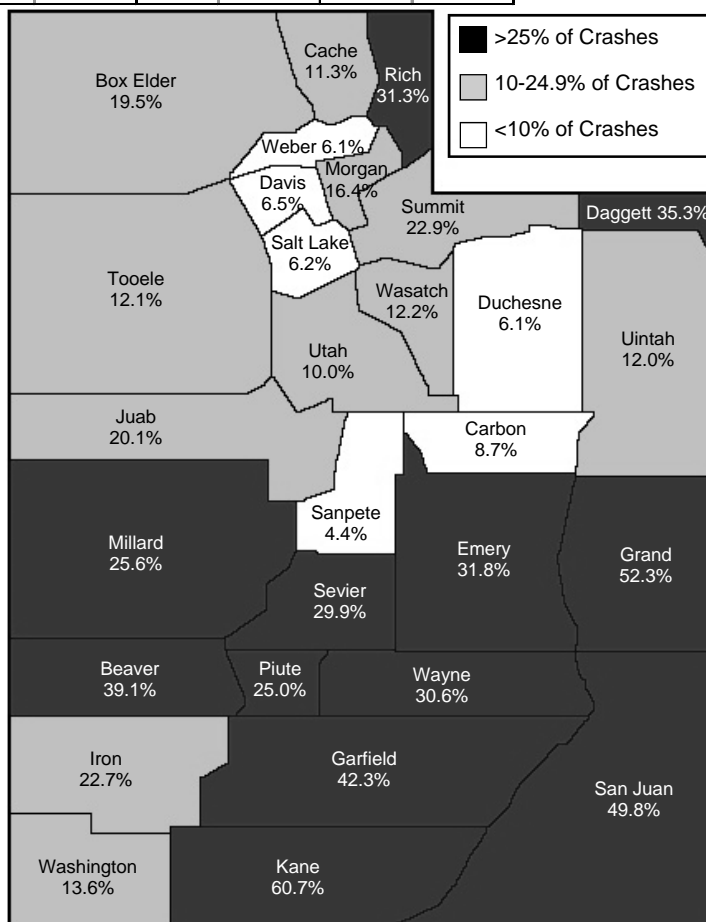 >25% of Crashes
10-24.9% of Crashes
<10% of Crashes
Cache
11.3%
Rich
31.3%
Box Elder
19.5%
Weber 6.1%
Morgan
16.4%
Davis
6.5%
Summit
22.9%
Daggett 35.3%
Salt Lake
6.2%
Tooele
12.1%
Wasatch
12.2%
Duchesne
6.1%
Uintah
12.0%
Utah
10.0%
Juab
20.1%
Carbon
8.7%
Sanpete
4.4%
Millard
25.6%
Emery
31.8%
Grand
52.3%
Sevier
29.9%
Beaver
39.1%
Piute
25.0%
Wayne
30.6%
Iron
22.7%
Garfield
42.3%
San Juan
49.8%
Washington
13.6%
Kane
60.7%